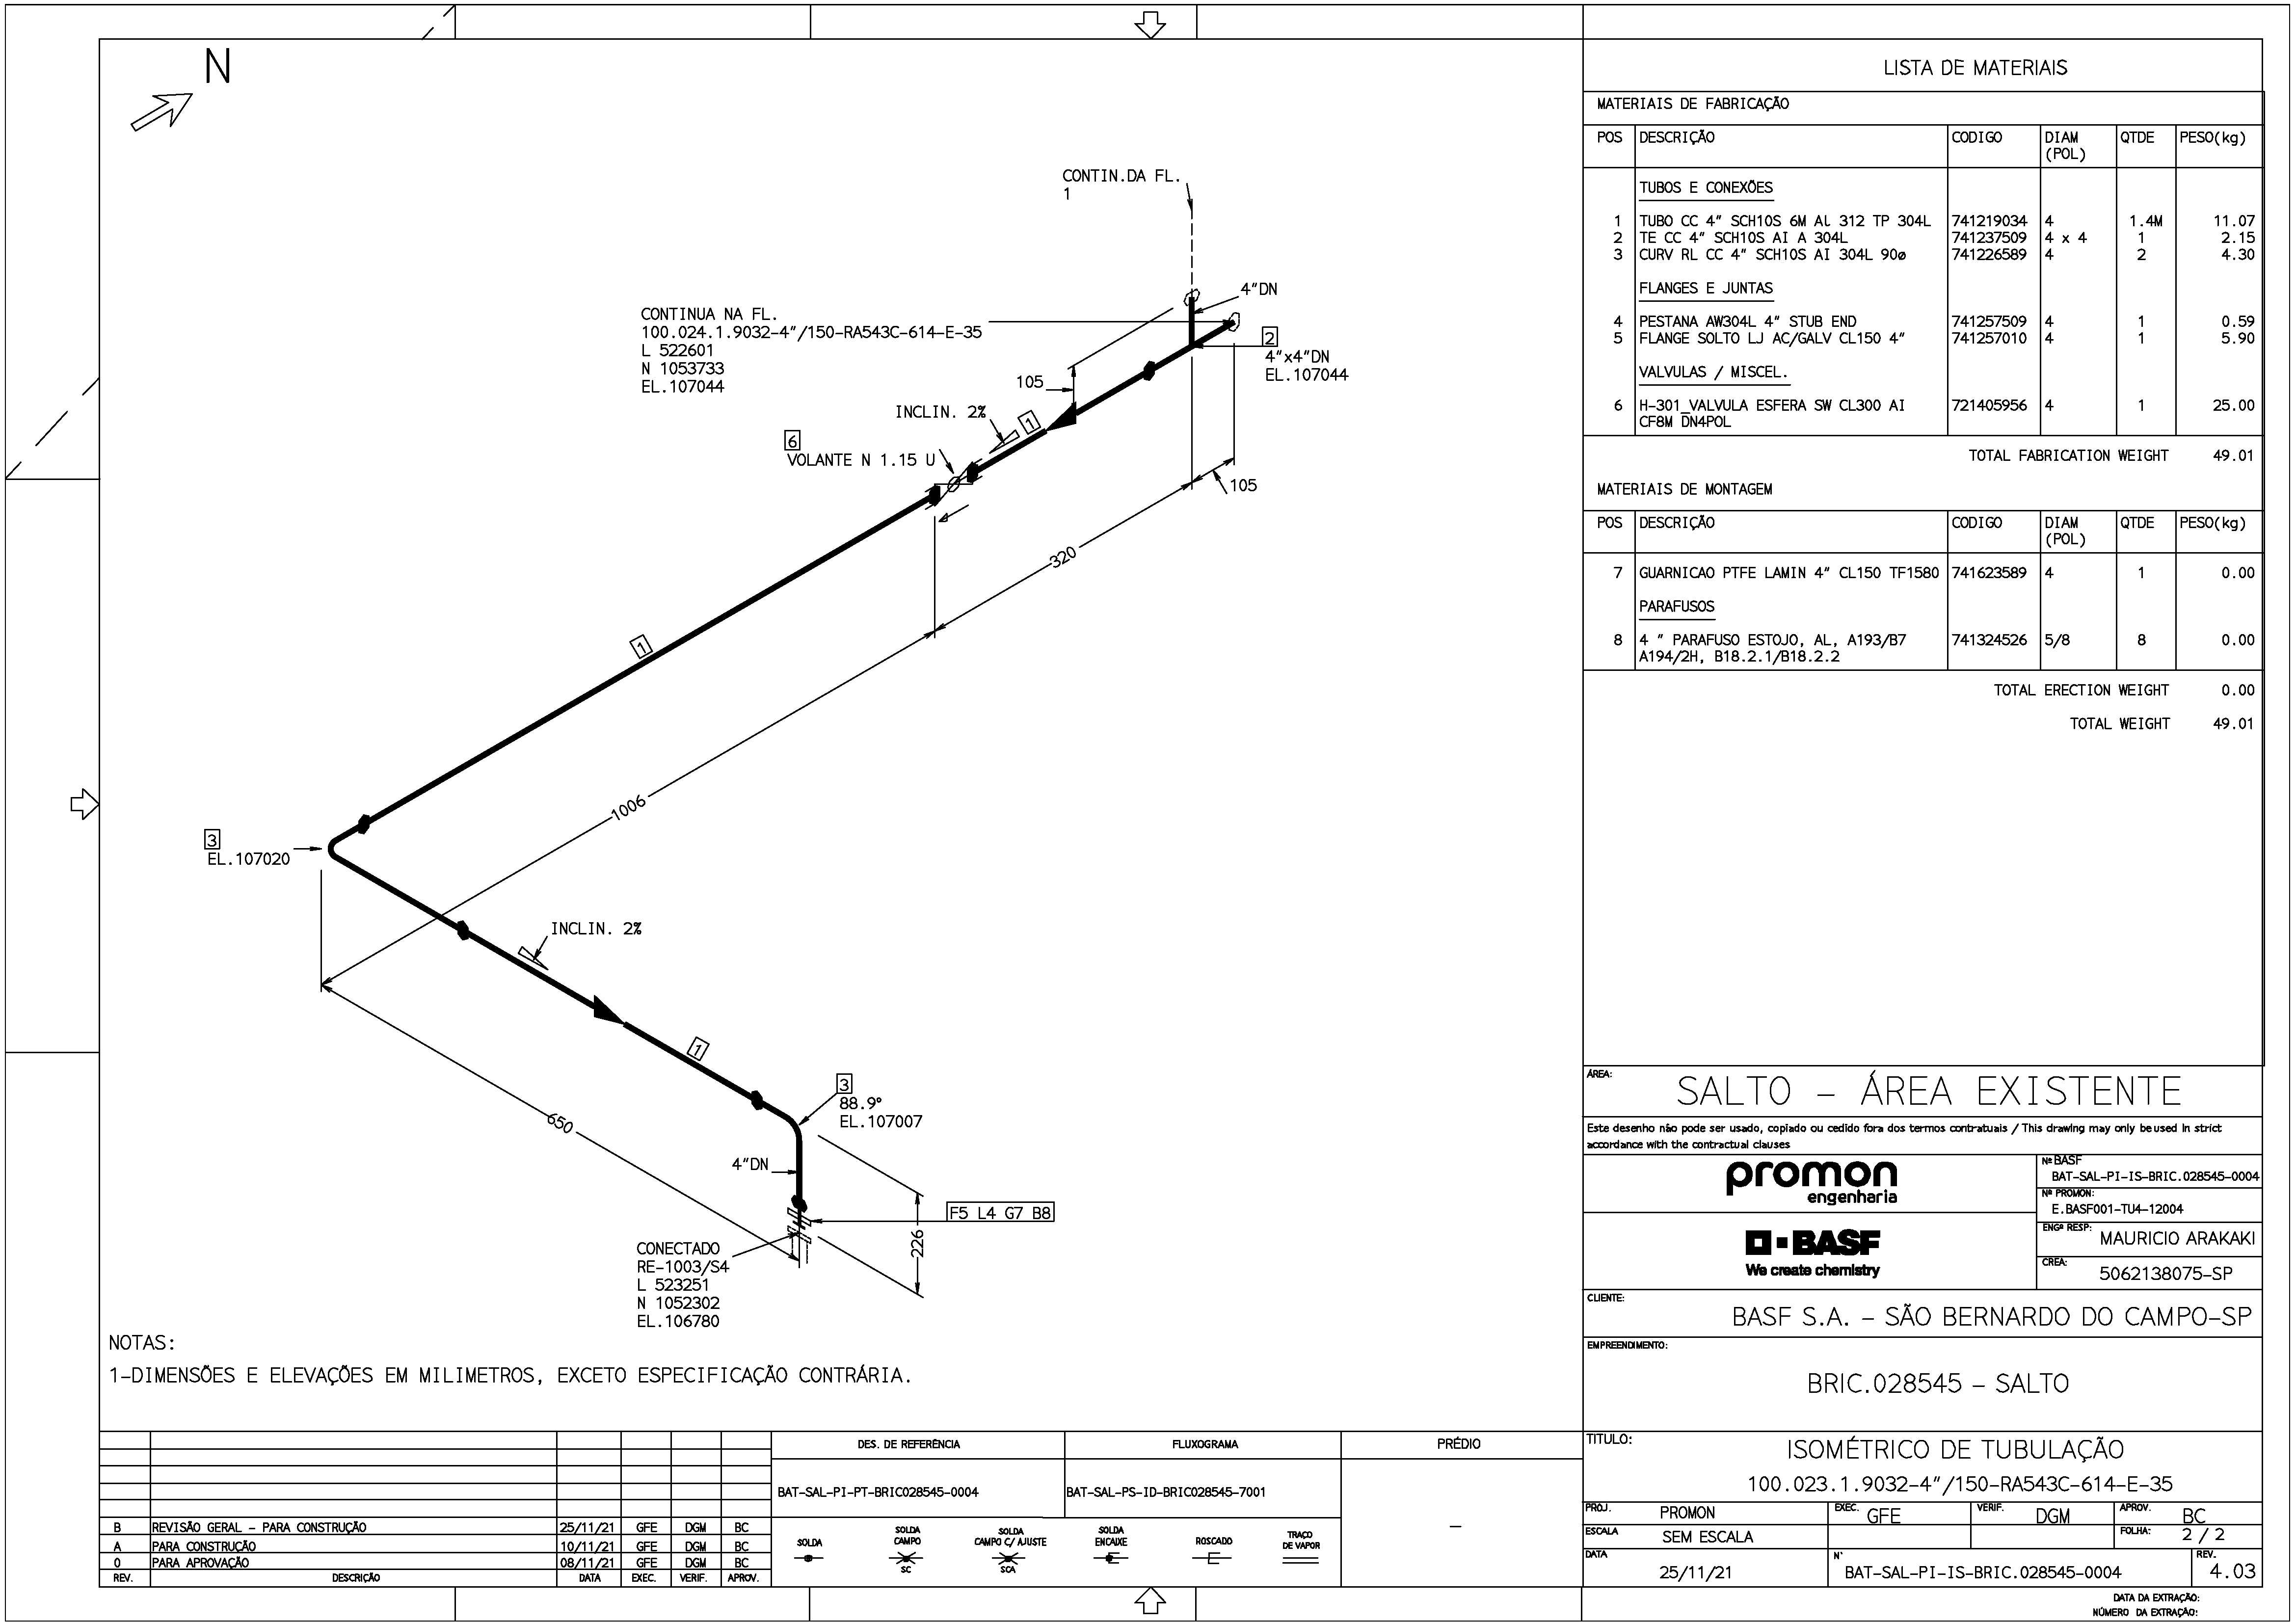 N
CONTIN.DA FL.
1
4"DN
CONTINUA NA FL.
100.024.1.9032-4"/150-RA543C-614-E-35
L 522601
N 1053733
EL.107044
2
4"x4"DN
EL.107044
105
INCLIN. 2%
1
6
VOLANTE N 1.15 U
105
320
1
1006
3
EL.107020
INCLIN. 2%
1
3
88.9°
EL.107007
650
4"DN
F5 L4 G7 B8
226
CONECTADO
RE-1003/S4
L 523251
N 1052302
EL.106780
NOTAS:
1-DIMENSÕES E ELEVAÇÕES EM MILIMETROS, EXCETO ESPECIFICAÇÃO CONTRÁRIA.
LISTA DE MATERIAIS
MATERIAIS DE FABRICAÇÃO
POS DESCRIÇÃO CODIGO DIAM (POL) QTDE PESO(kg)
TUBOS E CONEXÕES
1 TUBO CC 4" SCH10S 6M AL 312 TP 304L 741219034 4 1.4M 11.07
2 TE CC 4" SCH10S AI A 304L 741237509 4 x 4 1 2.15
3 CURV RL CC 4" SCH10S AI 304L 90ø 741226589 4 2 4.30
FLANGES E JUNTAS
4 PESTANA AW304L 4" STUB END 741257509 4 1 0.59
5 FLANGE SOLTO LJ AC/GALV CL150 4" 741257010 4 1 5.90
VALVULAS / MISCEL.
6 H-301_VALVULA ESFERA SW CL300 AI 721405956 4 1 25.00
CF8M DN4POL
TOTAL FABRICATION WEIGHT 49.01
MATERIAIS DE MONTAGEM
POS DESCRIÇÃO CODIGO DIAM (POL) QTDE PESO(kg)
7 GUARNICAO PTFE LAMIN 4" CL150 TF1580 741623589 4 1 0.00
PARAFUSOS
8 4 " PARAFUSO ESTOJO, AL, A193/B7 741324526 5/8 8 0.00
A194/2H, B18.2.1/B18.2.2
TOTAL ERECTION WEIGHT 0.00
TOTAL WEIGHT 49.01
ÁREA:
SALTO - ÁREA EXISTENTE
Este desenho não pode ser usado, copiado ou cedido fora dos termos contratuais / This drawing may only be used in strict
accordance with the contractual clauses
promon
engenharia
Nº BASF
BAT-SAL-PI-IS-BRIC.028545-0004
Nº PROMON:
E.BASF001-TU4-12004
BASF
We create chemistry
ENGº RESP:
MAURICIO ARAKAKI
CREA:
5062138075-SP
CLIENTE:
BASF S.A. - SÃO BERNARDO DO CAMPO-SP
EMPREENDIMENTO:
BRIC.028545 - SALTO
TITULO:
ISOMÉTRICO DE TUBULAÇÃO
100.023.1.9032-4"/150-RA543C-614-E-35
PROJ. PROMON EXEC. GFE VERIF. DGM APROV. BC
ESCALA SEM ESCALA FOLHA: 2 / 2
DATA 25/11/21 N° BAT-SAL-PI-IS-BRIC.028545-0004 REV. 4.03
DATA DA EXTRAÇÃO:
NÚMERO DA EXTRAÇÃO:
B REVISÃO GERAL - PARA CONSTRUÇÃO 25/11/21 GFE DGM BC
A PARA CONSTRUÇÃO 10/11/21 GFE DGM BC
0 PARA APROVAÇÃO 08/11/21 GFE DGM BC
REV. DESCRIÇÃO DATA EXEC. VERIF. APROV.
DES. DE REFERÊNCIA FLUXOGRAMA PRÉDIO
BAT-SAL-PI-PT-BRIC028545-0004 BAT-SAL-PS-ID-BRIC028545-7001 -
SOLDA
SOLDA CAMPO
SC
SOLDA CAMPO C/ AJUSTE
SCA
SOLDA ENCAIXE
ROSCADO
TRAÇO DE VAPOR